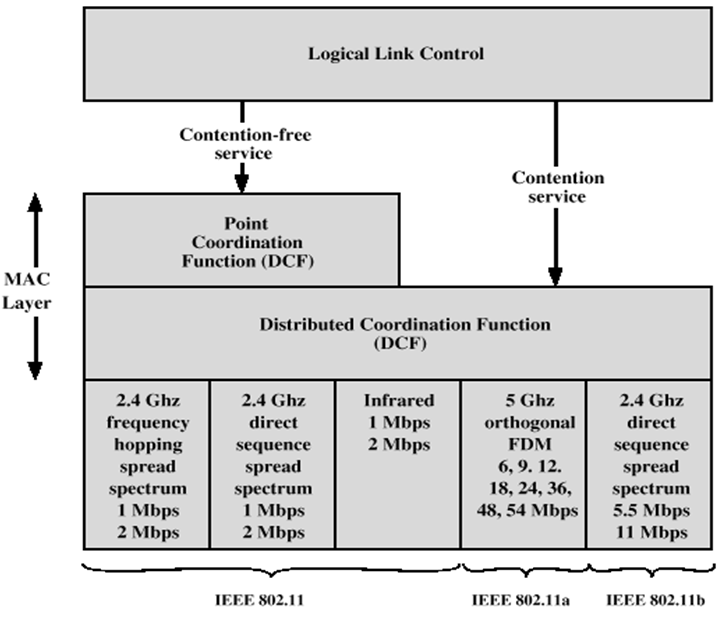 Logical Link Control
Contention-free
service
Contention
service
Point
Coordination
Function (DCF)
MAC
Layer
Distributed Coordination Function
(DCF)
2.4 Ghz
frequency
hopping
spread
spectrum
1 Mbps
2 Mbps
2.4 Ghz
direct
sequence
spread
spectrum
1 Mbps
2 Mbps
Infrared
1 Mbps
2 Mbps
5 Ghz
orthogonal
FDM
6, 9. 12.
18, 24, 36,
48, 54 Mbps
2.4 Ghz
direct
sequence
spread
spectrum
5.5 Mbps
11 Mbps
IEEE 802.11
IEEE 802.11a
IEEE 802.11b